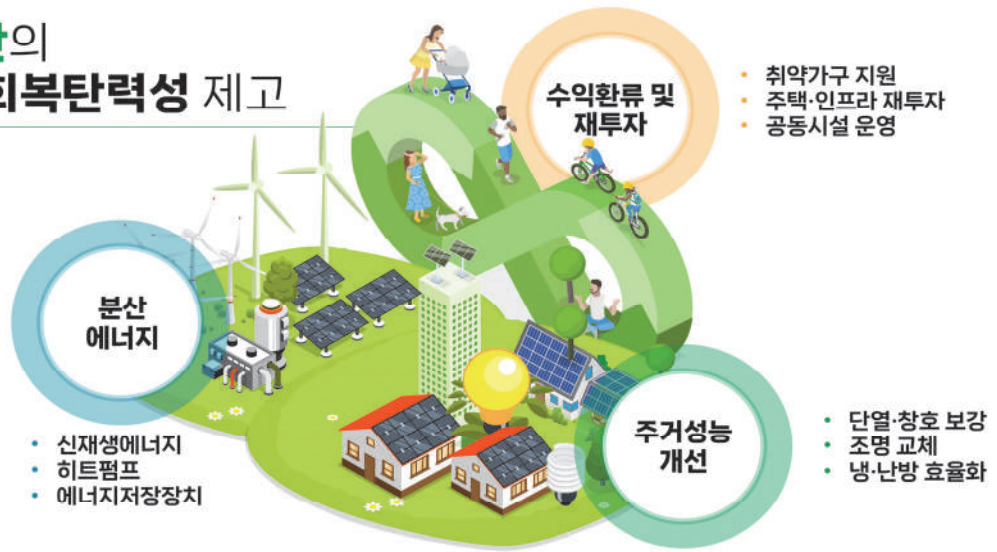 의
회복탄력성 제고
수익환류 및
재투자
• 취약가구 지원
• 주택·인프라 재투자
• 공동시설 운영
분산
에너지
• 신재생에너지
• 히트펌프
• 에너지저장장치
주거성능
개선
• 단열·창호 보강
• 조명 교체
• 냉·난방 효율화